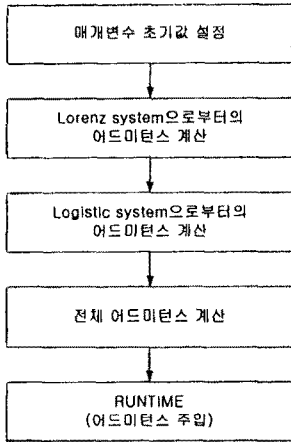 매개변수 초기값 설정
Lorenz system으로부터의
어드미턴스 계산
Logistic system으로부터의
어드미턴스 계산
전체 어드미턴스 계산
RUNTIME
(어드미턴스 주입)